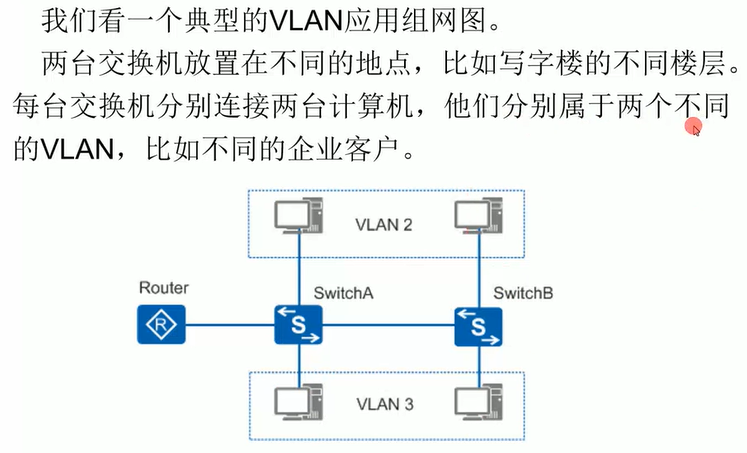 我们看一个典型的VLAN应用组网图。
两台交换机放置在不同的地点，比如写字楼的不同楼层。
每台交换机分别连接两台计算机，他们分别属于两个不同
的VLAN，比如不同的企业客户。
VLAN 2
Router
SwitchA
SwitchB
R
S
S
VLAN 3